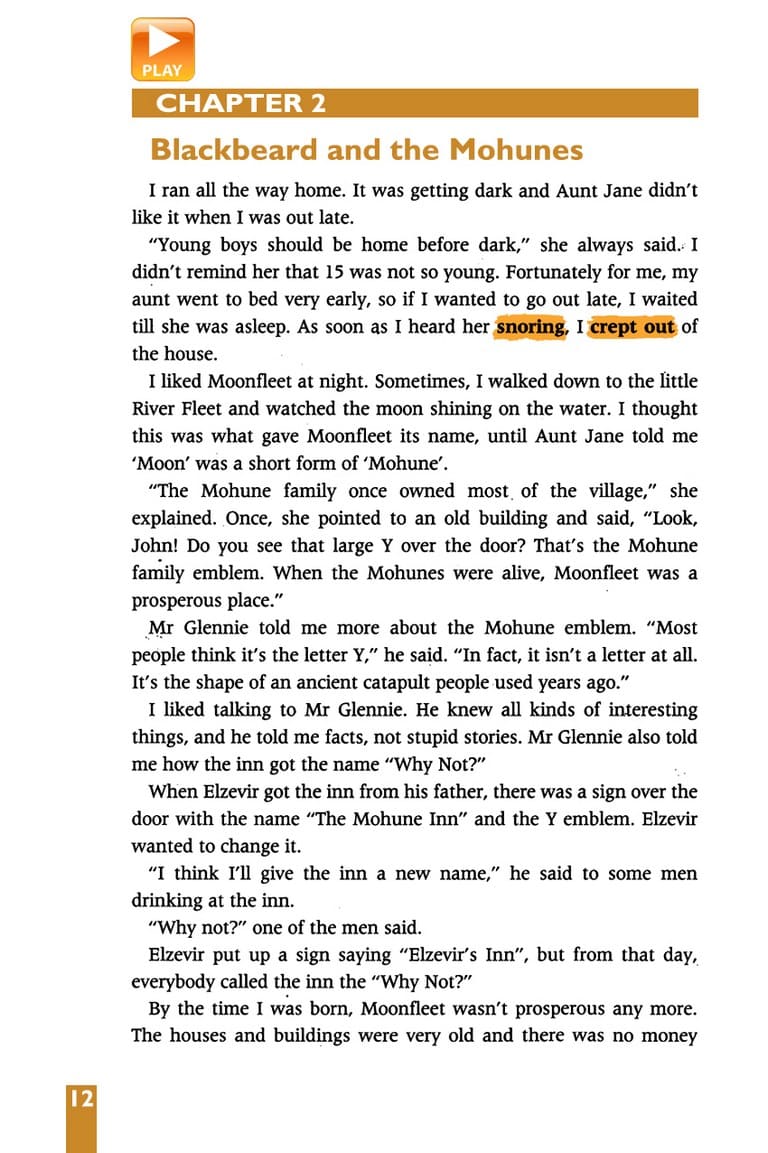 PLAY
CHAPTER 2
Blackbeard and the Mohunes
I ran all the way home. It was getting dark and Aunt Jane didn't
like it when I was out late.
“Young boys should be home before dark,” she always said. I
didn't remind her that 15 was not so young. Fortunately for me, my
aunt went to bed very early, so if I wanted to go out late, I waited
till she was asleep. As soon as I heard her snoring, I crept out of
the house.
I liked Moonfleet at night. Sometimes, I walked down to the little
River Fleet and watched the moon shining on the water. I thought
this was what gave Moonfleet its name, until Aunt Jane told me
‘Moon’ was a short form of ‘Mohune’.
“The Mohune family once owned most of the village,” she
explained. Once, she pointed to an old building and said, “Look,
John! Do you see that large Y over the door? That's the Mohune
family emblem. When the Mohunes were alive, Moonfleet was a
prosperous place.”
Mr Glennie told me more about the Mohune emblem. “Most
people think it's the letter Y,” he said. “In fact, it isn't a letter at all.
It's the shape of an ancient catapult people used years ago.”
I liked talking to Mr Glennie. He knew all kinds of interesting
things, and he told me facts, not stupid stories. Mr Glennie also told
me how the inn got the name “Why Not?”
When Elzevir got the inn from his father, there was a sign over the
door with the name “The Mohune Inn” and the Y emblem. Elzevir
wanted to change it.
“I think I'll give the inn a new name,” he said to some men
drinking at the inn.
“Why not?” one of the men said.
Elzevir put up a sign saying “Elzevir's Inn”, but from that day,
everybody called the inn the “Why Not?”
By the time I was born, Moonfleet wasn't prosperous any more.
The houses and buildings were very old and there was no money
12